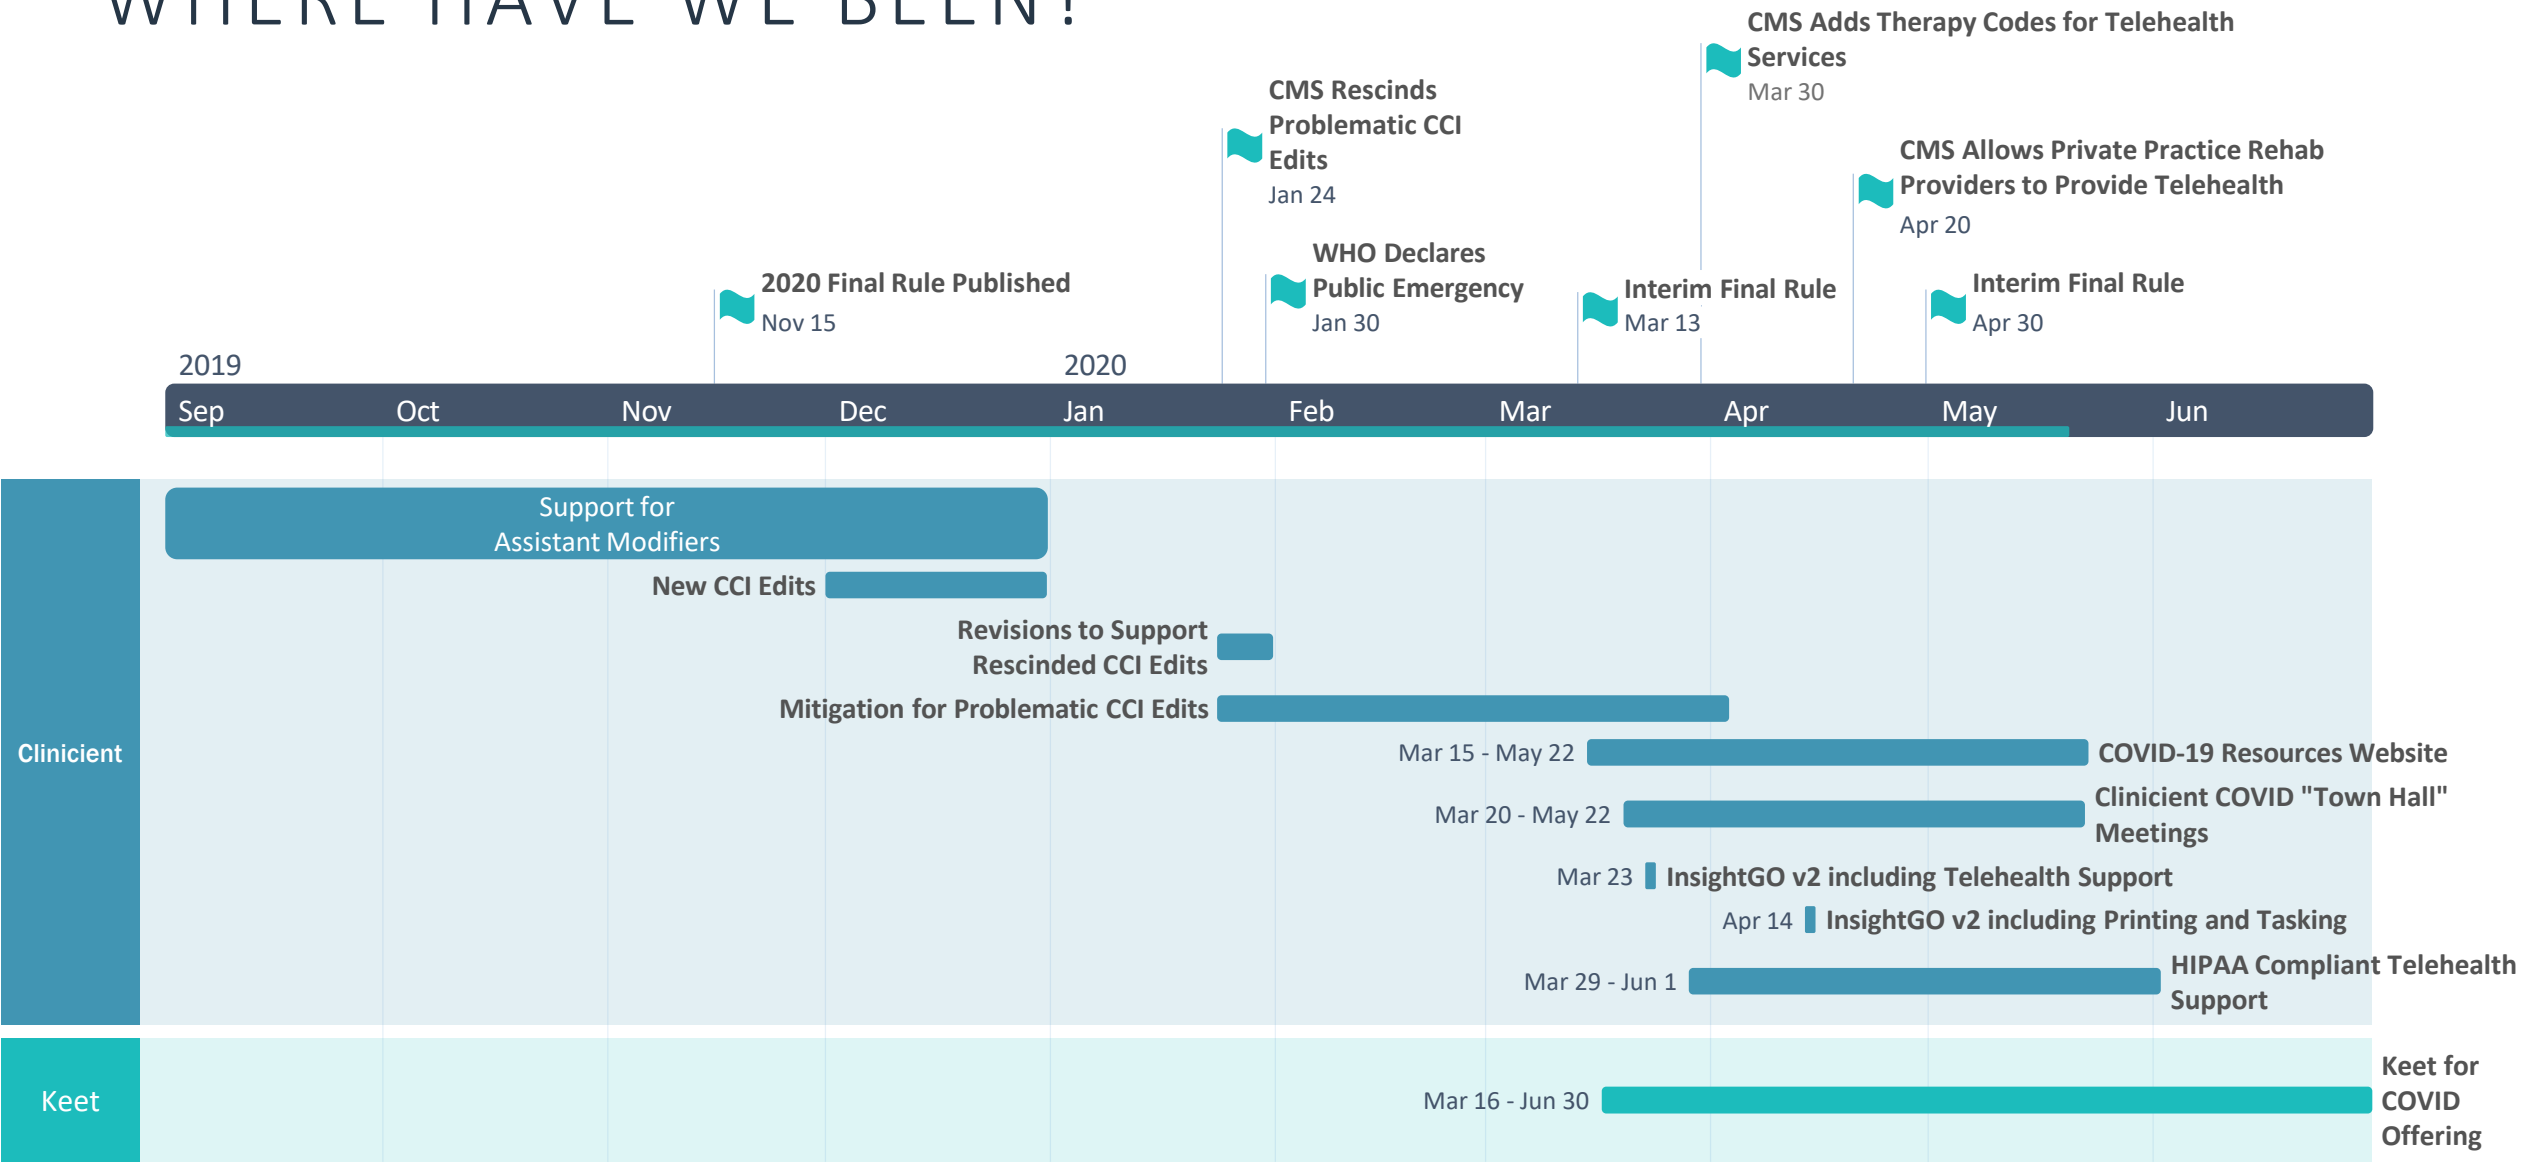 WHERE HAVE WE BEEN?
CMS Adds Therapy Codes for Telehealth
Services
Mar 30
CMS Rescinds
Problematic CCI
Edits
Jan 24
CMS Allows Private Practice Rehab
Providers to Provide Telehealth
Apr 20
WHO Declares
Public Emergency
Jan 30
2020 Final Rule Published
Nov 15
Interim Final Rule
Mar 13
Interim Final Rule
Apr 30
2019
2020
Sep
Oct
Nov
Dec
Jan
Feb
Mar
Apr
May
Jun
Clinicient
Support for
Assistant Modifiers
New CCI Edits
Revisions to Support
Rescinded CCI Edits
Mitigation for Problematic CCI Edits
Mar 15 - May 22
COVID-19 Resources Website
Mar 20 - May 22
Clinicient COVID "Town Hall"
Meetings
Mar 23
InsightGO v2 including Telehealth Support
Apr 14
InsightGO v2 including Printing and Tasking
Mar 29 - Jun 1
HIPAA Compliant Telehealth
Support
Keet
Mar 16 - Jun 30
Keet for
COVID
Offering